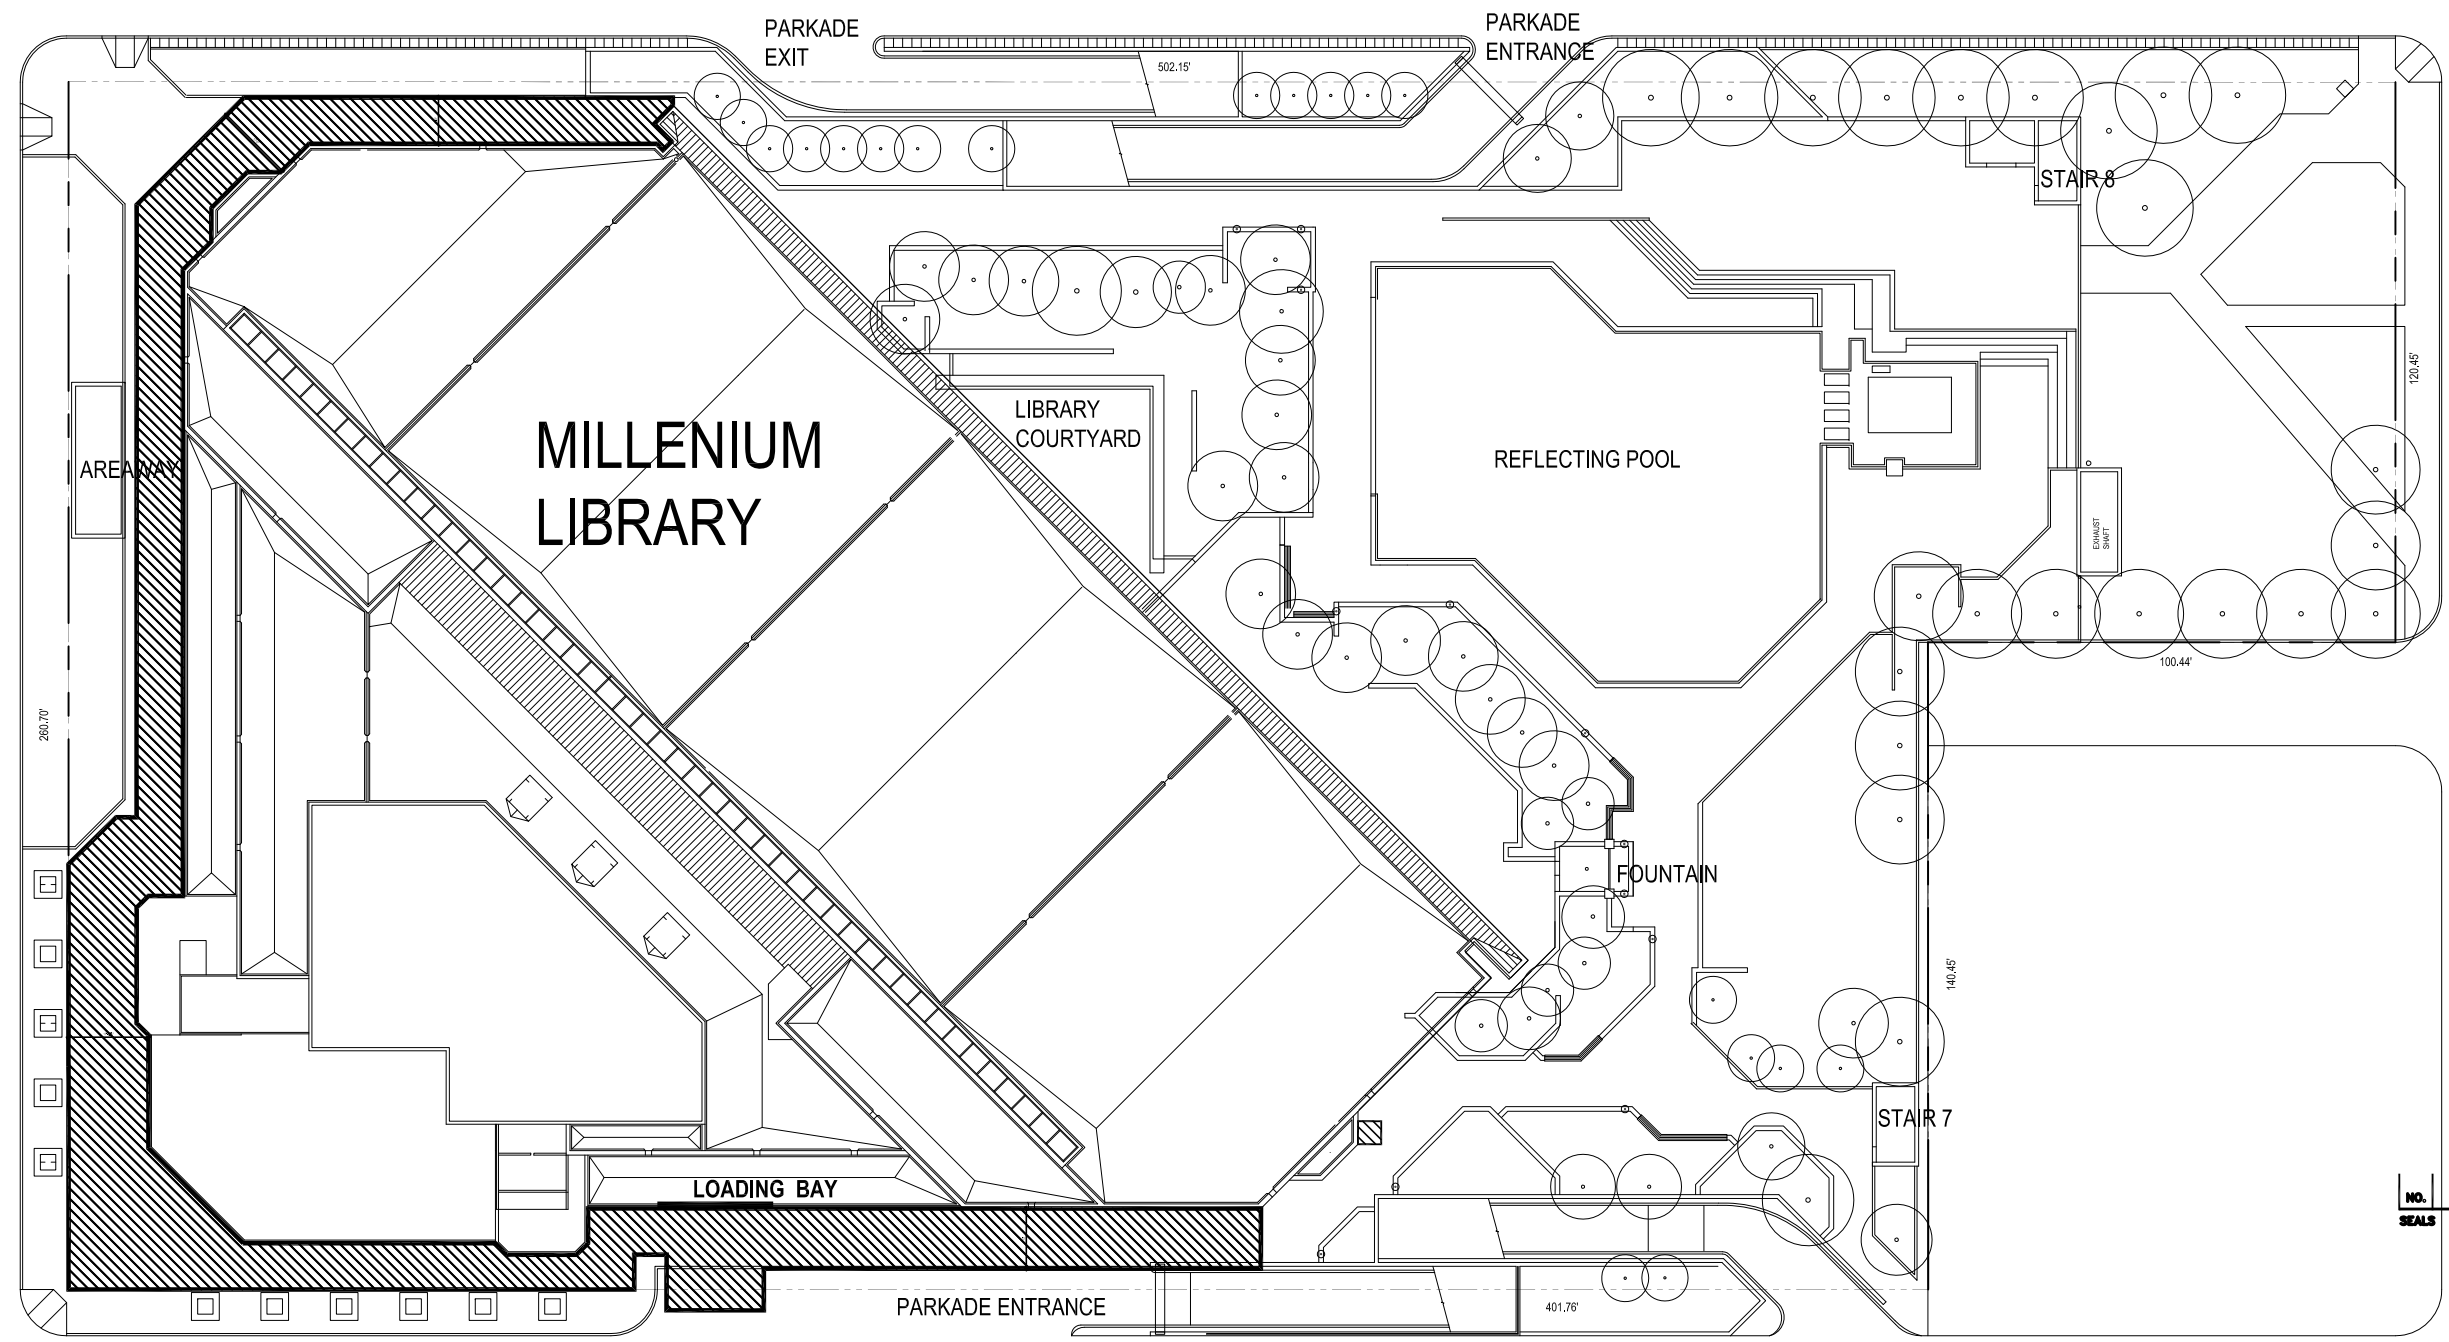 PARKADE
EXIT
PARKADE
ENTRANCE
502.15'
STAIR 8
120.45'
LIBRARY
COURTYARD
MILLENIUM
LIBRARY
AREAWAY
REFLECTING POOL
EXHAUST
SHAFT
100.44'
260.70'
FOUNTAIN
140.45'
STAIR 7
LOADING BAY
NO.
SEALS
PARKADE ENTRANCE
401.76'